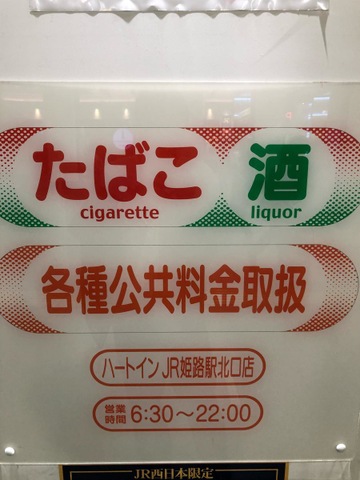 たばこ 酒
cigarette liquor
各種公共料金取扱
ハートイン JR姫路駅北口店
営業時間 6:30～22:00
JR西日本限定